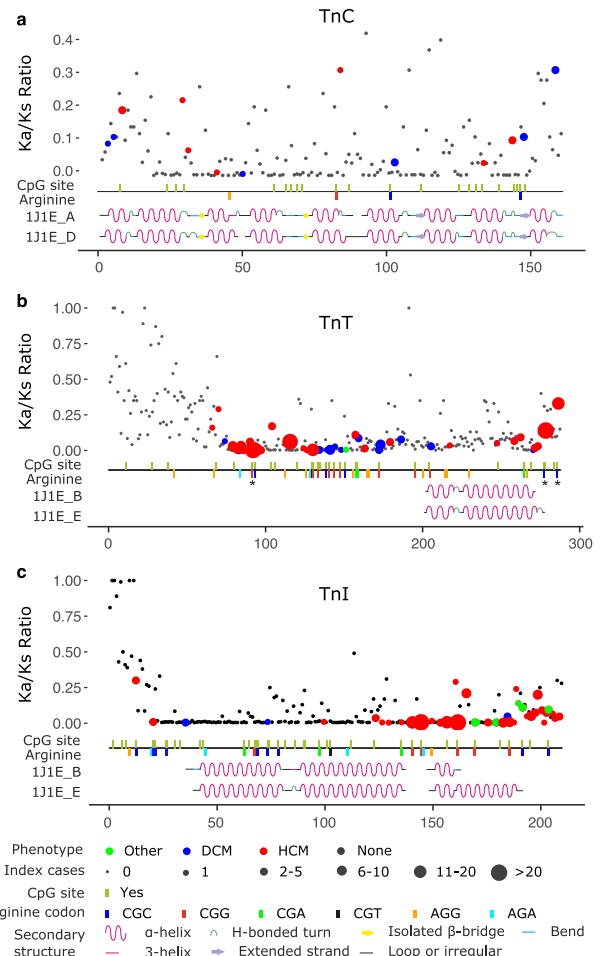 a TnC
Ka/Ks Ratio
0.4
0.3
0.2
0.1
0.0
CpG site
Arginine
1J1E_A
1J1E_D
0 50 100 150
b TnT
Ka/Ks Ratio
1.00
0.75
0.50
0.25
0.00
CpG site
Arginine
* * *
1J1E_B
1J1E_E
0 100 200 300
c TnI
Ka/Ks Ratio
1.00
0.75
0.50
0.25
0.00
CpG site
Arginine
1J1E_B
1J1E_E
0 50 100 150 200
Phenotype Other DCM HCM None
Index cases 0 1 2-5 6-10 11-20 >20
CpG site Yes
rginine codon CGC CGG CGA CGT AGG AGA
Secondary α-helix H-bonded turn Isolated β-bridge Bend
structure 3-helix Extended strand Loop or irregular